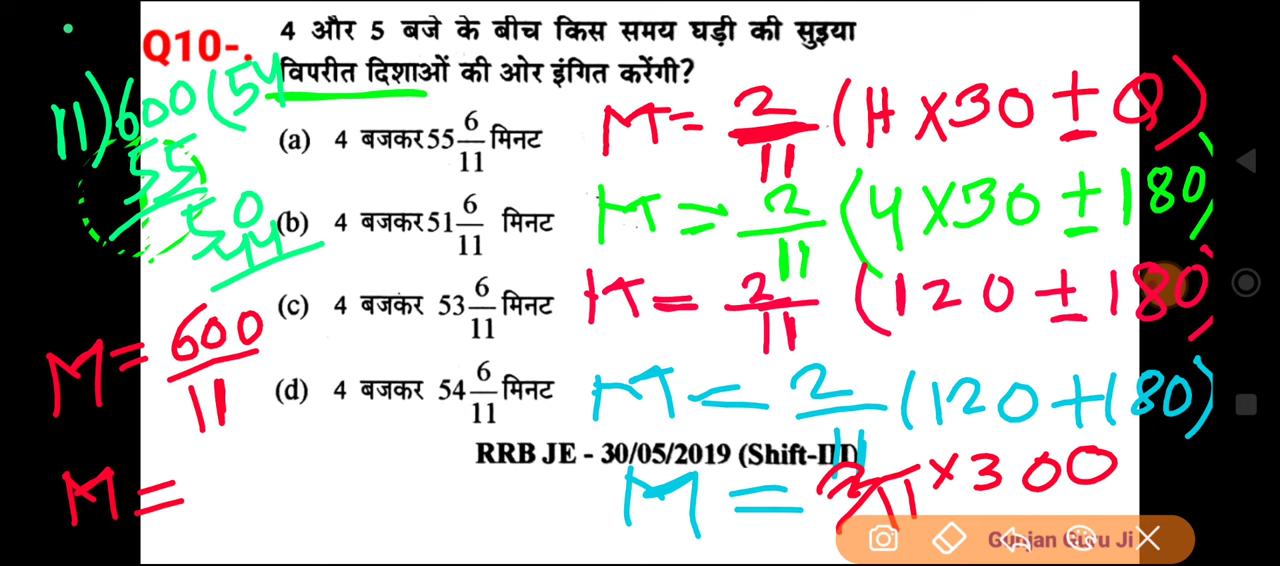 Q10-.
4 और 5 बजे के बीच किस समय घड़ी की सुइया
विपरीत दिशाओं की ओर इंगित करेंगी?
(a) 4 बजकर 55 6/11 मिनट
(b) 4 बजकर 51 6/11 मिनट
(c) 4 बजकर 53 6/11 मिनट
(d) 4 बजकर 54 6/11 मिनट
RRB JE - 30/05/2019 (Shift-III)
11)600(54
55
50
44
M = 600/11
M =
M = 2/11 (H×30 ± θ)
M = 2/11 (4×30 ± 180)
M = 2/11 (120 ± 180)
M = 2/11 (120+180)
M = 2/11 × 300
Gunjan Guru Ji